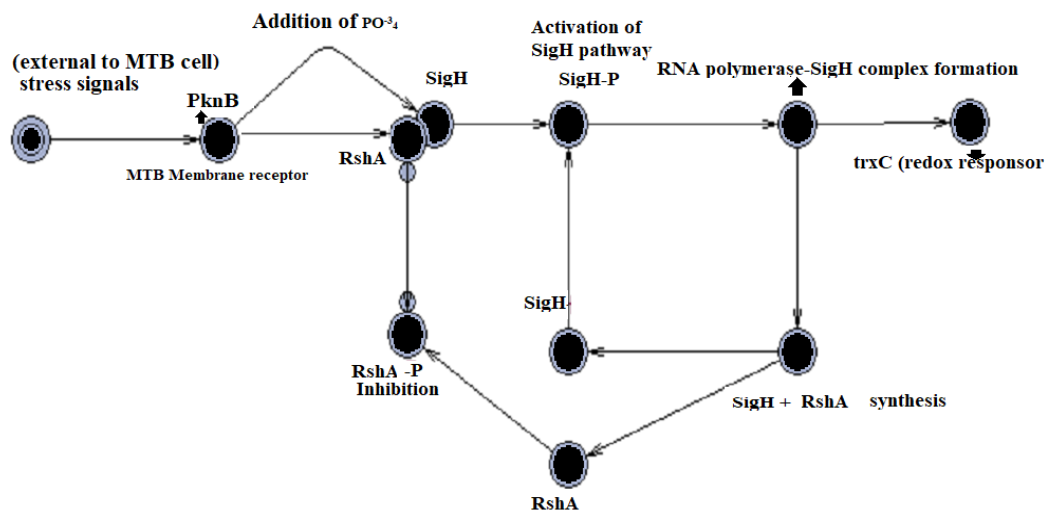 Addition of PO⁻³₄
Activation of
SigH pathway
(external to MTB cell)
stress signals
SigH
SigH-P
RNA polymerase-SigH complex formation
PknB
RshA
MTB Membrane receptor
trxC (redox responsor
SigH
RshA -P
Inhibition
SigH + RshA synthesis
RshA